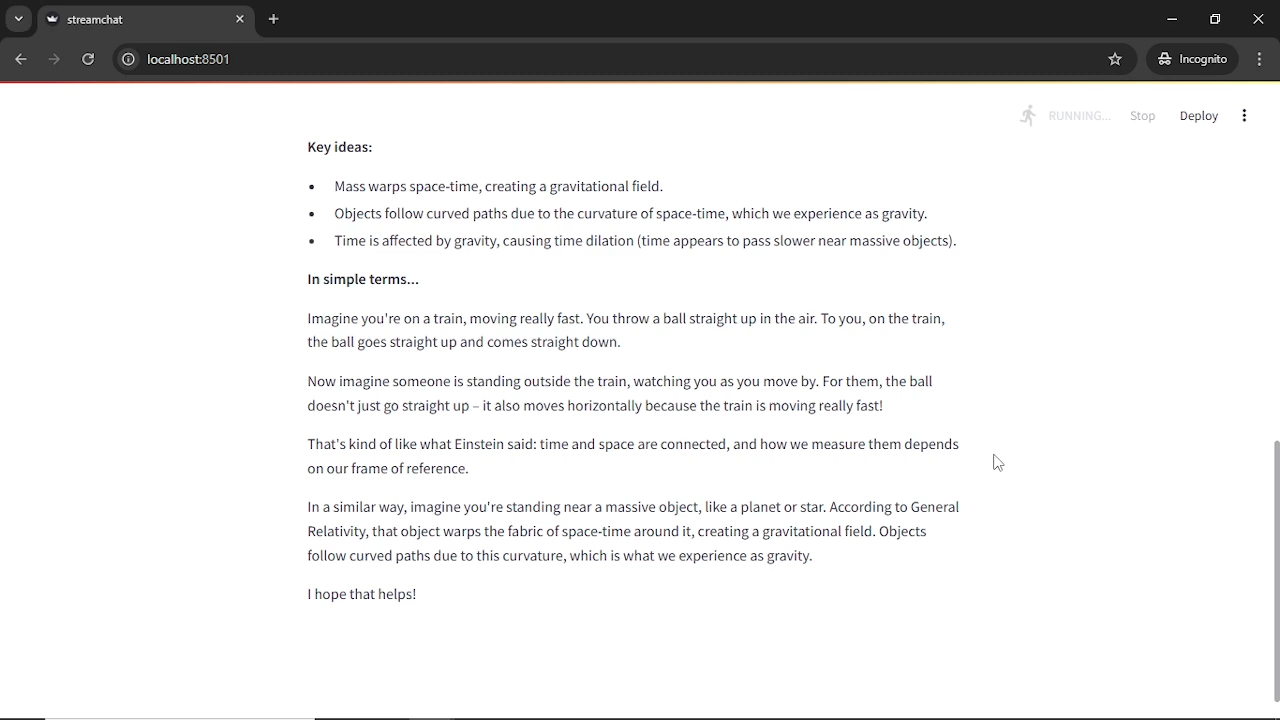 streamchat
localhost:8501
Incognito
RUNNING...
Stop
Deploy
Key ideas:
• Mass warps space-time, creating a gravitational field.
• Objects follow curved paths due to the curvature of space-time, which we experience as gravity.
• Time is affected by gravity, causing time dilation (time appears to pass slower near massive objects).
In simple terms...
Imagine you're on a train, moving really fast. You throw a ball straight up in the air. To you, on the train,
the ball goes straight up and comes straight down.
Now imagine someone is standing outside the train, watching you as you move by. For them, the ball
doesn't just go straight up – it also moves horizontally because the train is moving really fast!
That's kind of like what Einstein said: time and space are connected, and how we measure them depends
on our frame of reference.
In a similar way, imagine you're standing near a massive object, like a planet or star. According to General
Relativity, that object warps the fabric of space-time around it, creating a gravitational field. Objects
follow curved paths due to this curvature, which is what we experience as gravity.
I hope that helps!